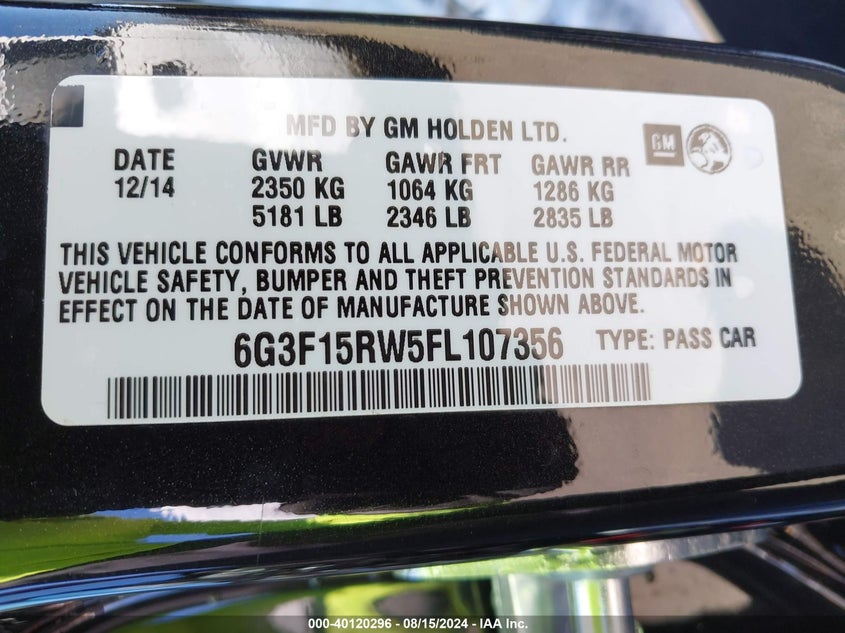 MFD BY GM HOLDEN LTD.
GM
DATE GVWR GAWR FRT GAWR RR
12/14 2350 KG 1064 KG 1286 KG
5181 LB 2346 LB 2835 LB
THIS VEHICLE CONFORMS TO ALL APPLICABLE U.S. FEDERAL MOTOR
VEHICLE SAFETY, BUMPER AND THEFT PREVENTION STANDARDS IN
EFFECT ON THE DATE OF MANUFACTURE SHOWN ABOVE.
6G3F15RW5FL107356 TYPE: PASS CAR
000-40120296 - 08/15/2024 - IAA Inc.